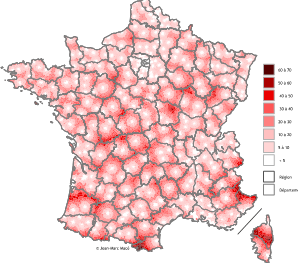 60 à 70
50 à 60
40 à 50
30 à 40
20 à 30
10 à 20
5 à 10
< 5
Région
Département
© Jean-Marc Macé